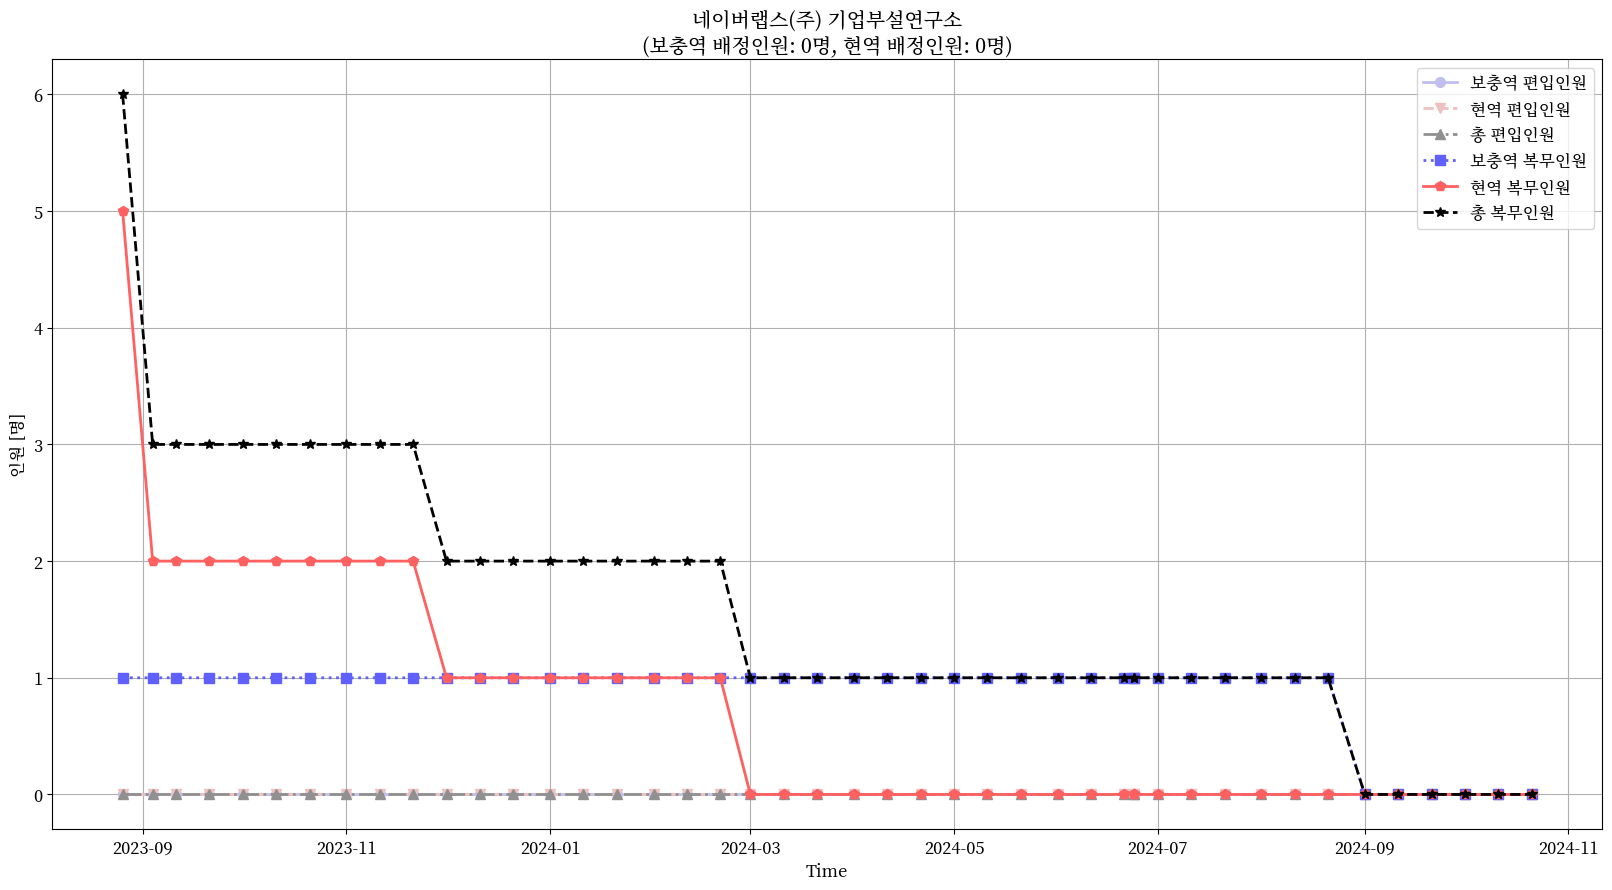 네이버랩스(주) 기업부설연구소
(보충역 배정인원: 0명, 현역 배정인원: 0명)
보충역 편입인원
현역 편입인원
총 편입인원
보충역 복무인원
현역 복무인원
총 복무인원
인원 [명]
6
5
4
3
2
1
0
2023-09
2023-11
2024-01
2024-03
2024-05
2024-07
2024-09
2024-11
Time